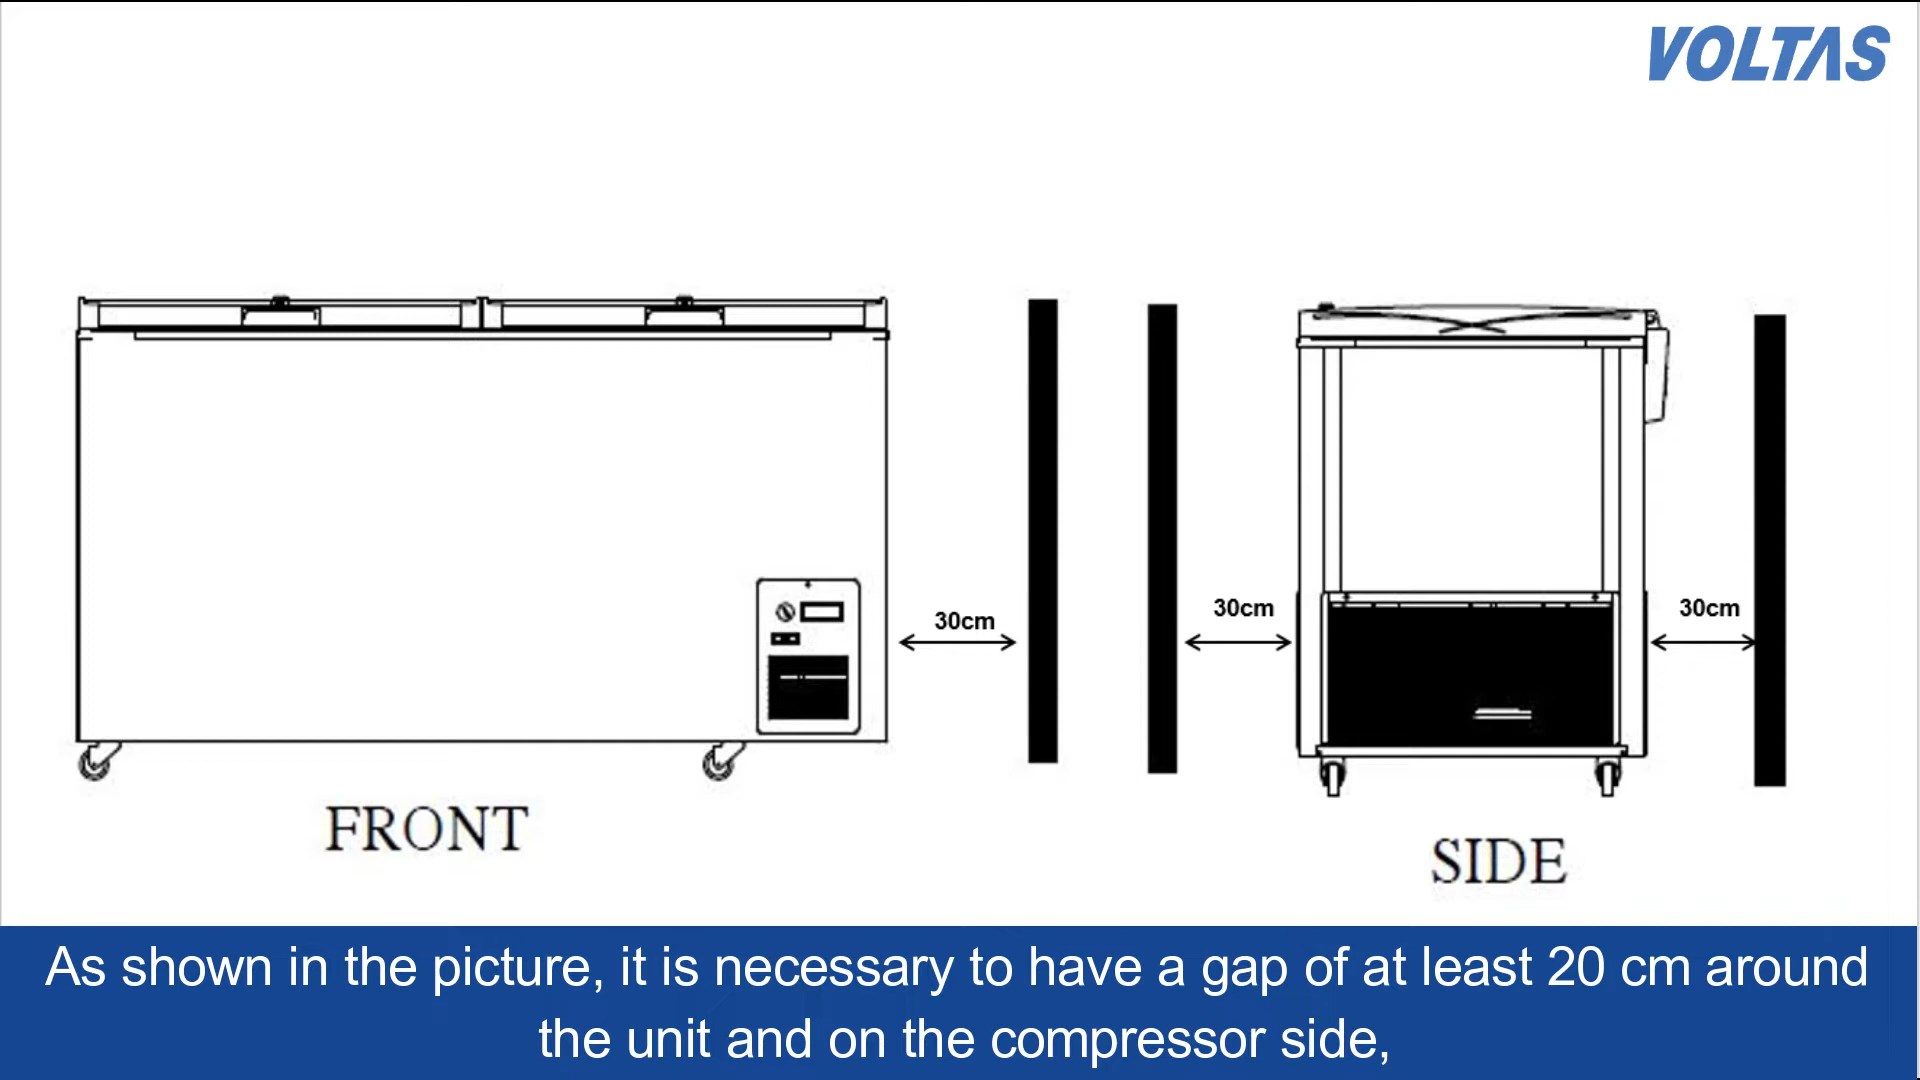 VOLTAS
30cm
30cm
30cm
FRONT
SIDE
As shown in the picture, it is necessary to have a gap of at least 20 cm around
the unit and on the compressor side,